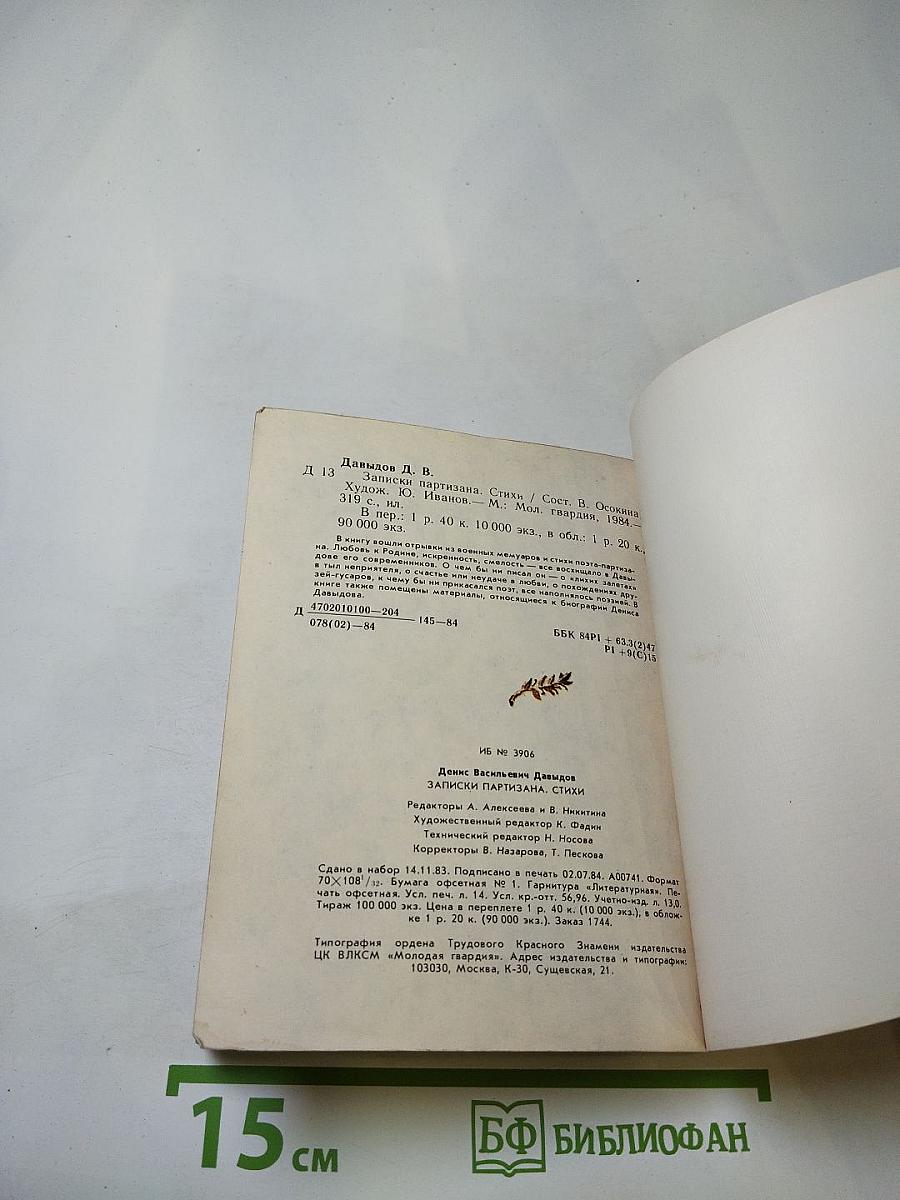 Давыдов Д. В.
Д 13 Записки партизана. Стихи / Сост. В. Осокина
Худож. Ю. Иванов.— М.: Мол. гвардия, 1984.—
319 с., ил.
В пер.: 1 р. 40 к. 10 000 экз., в обл.: 1 р. 20 к.,
90 000 экз.
В книгу вошли отрывки из военных мемуаров и стихи поэта-партиза-
на. Любовь к Родине, искренность, смелость — все восхищало в Давы-
дове его современников. О чем бы ни писал он — о «лихих залетах»
в тыл неприятеля, о счастье или неудаче в любви, о похождениях дру-
зей-гусаров, к чему бы ни прикасался поэт, все наполнялось поэзией. В
книге также помещены материалы, относящиеся к биографии Дениса
Давыдова.
Д 4702010100—204 145—84
078(02)—84
ББК 84Р1 + 63.3(2)47
Р1 +9(С)15
ИБ № 3906
Денис Васильевич Давыдов
ЗАПИСКИ ПАРТИЗАНА. СТИХИ
Редакторы А. Алексеева и В. Никитина
Художественный редактор К. Фадин
Технический редактор Н. Носова
Корректоры В. Назарова, Т. Пескова
Сдано в набор 14.11.83. Подписано в печать 02.07.84. А00741. Формат
70×108¹/₃₂. Бумага офсетная № 1. Гарнитура «Литературная». Пе-
чать офсетная. Усл. печ. л. 14. Усл. кр.-отт. 56,96. Учетно-изд. л. 13,0.
Тираж 100 000 экз. Цена в переплете 1 р. 40 к. (10 000 экз.), в облож-
ке 1 р. 20 к. (90 000 экз.). Заказ 1744.
Типография ордена Трудового Красного Знамени издательства
ЦК ВЛКСМ «Молодая гвардия». Адрес издательства и типографии:
103030, Москва, К-30, Сущевская, 21.
15 см
БФ БИБЛИОФАН